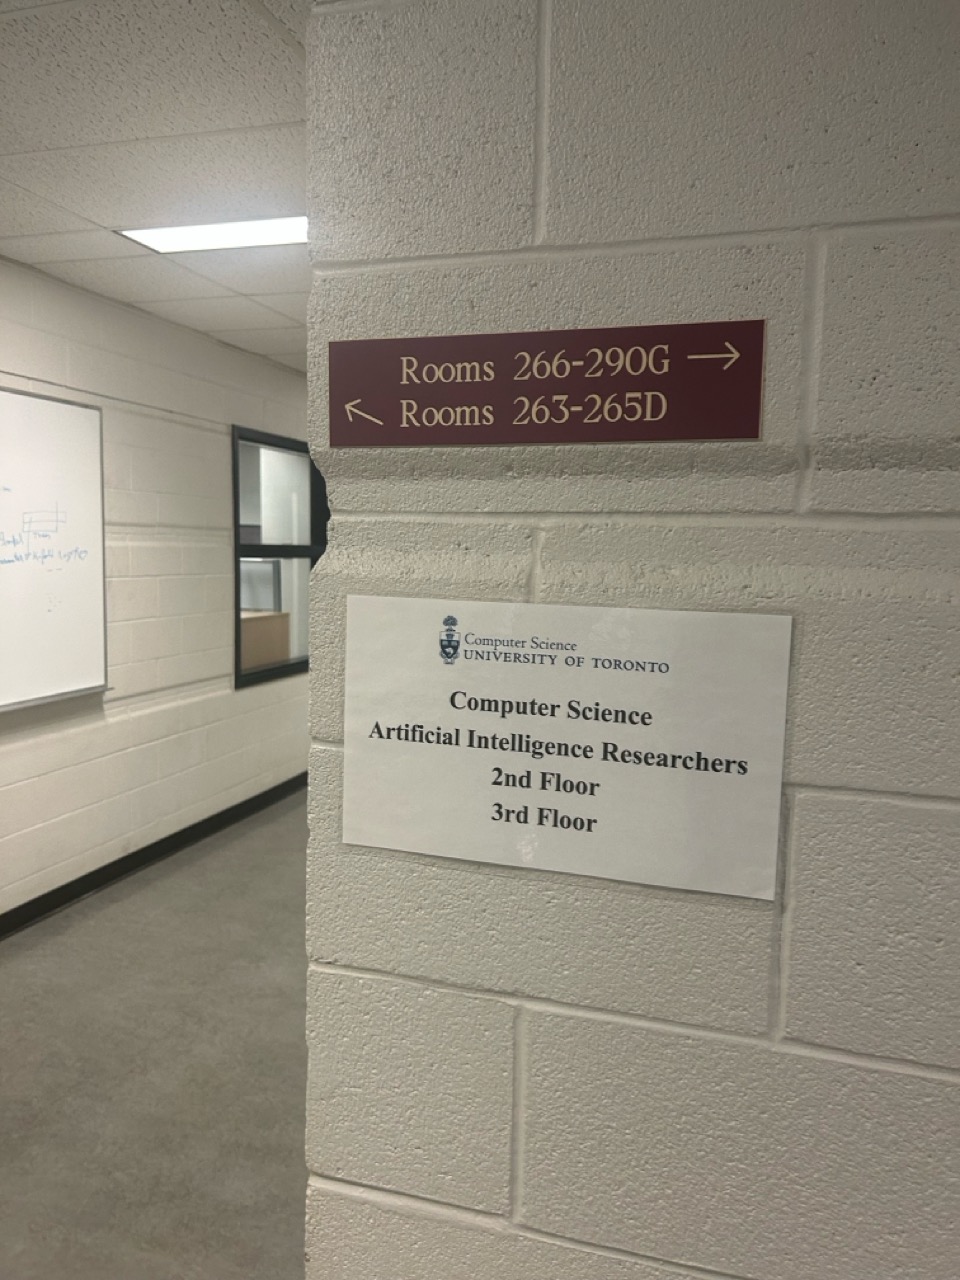 Rooms 266-290G →
← Rooms 263-265D
Computer Science
UNIVERSITY OF TORONTO
Computer Science
Artificial Intelligence Researchers
2nd Floor
3rd Floor